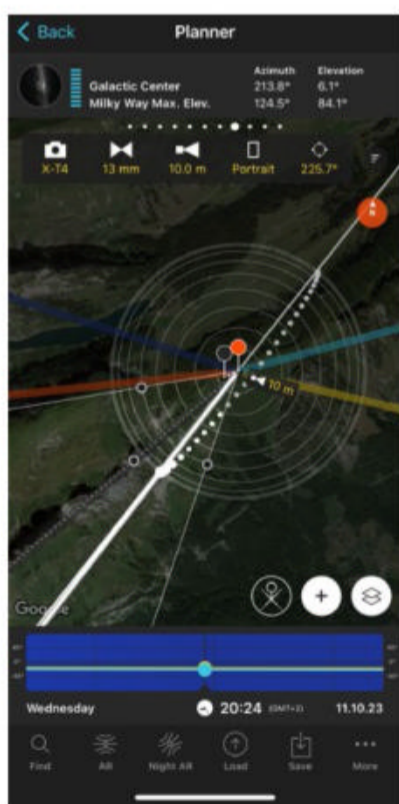 Back Planner
Azimuth Elevation
Galactic Center 213.8° 6.1°
Milky Way Max. Elev. 124.5° 84.1°
X-T4 13 mm 10.0 m Portrait 225.7°
N
10 m
Google
Wednesday 20:24 (GMT+2) 11.10.23
Find AR Night AR Load Save More